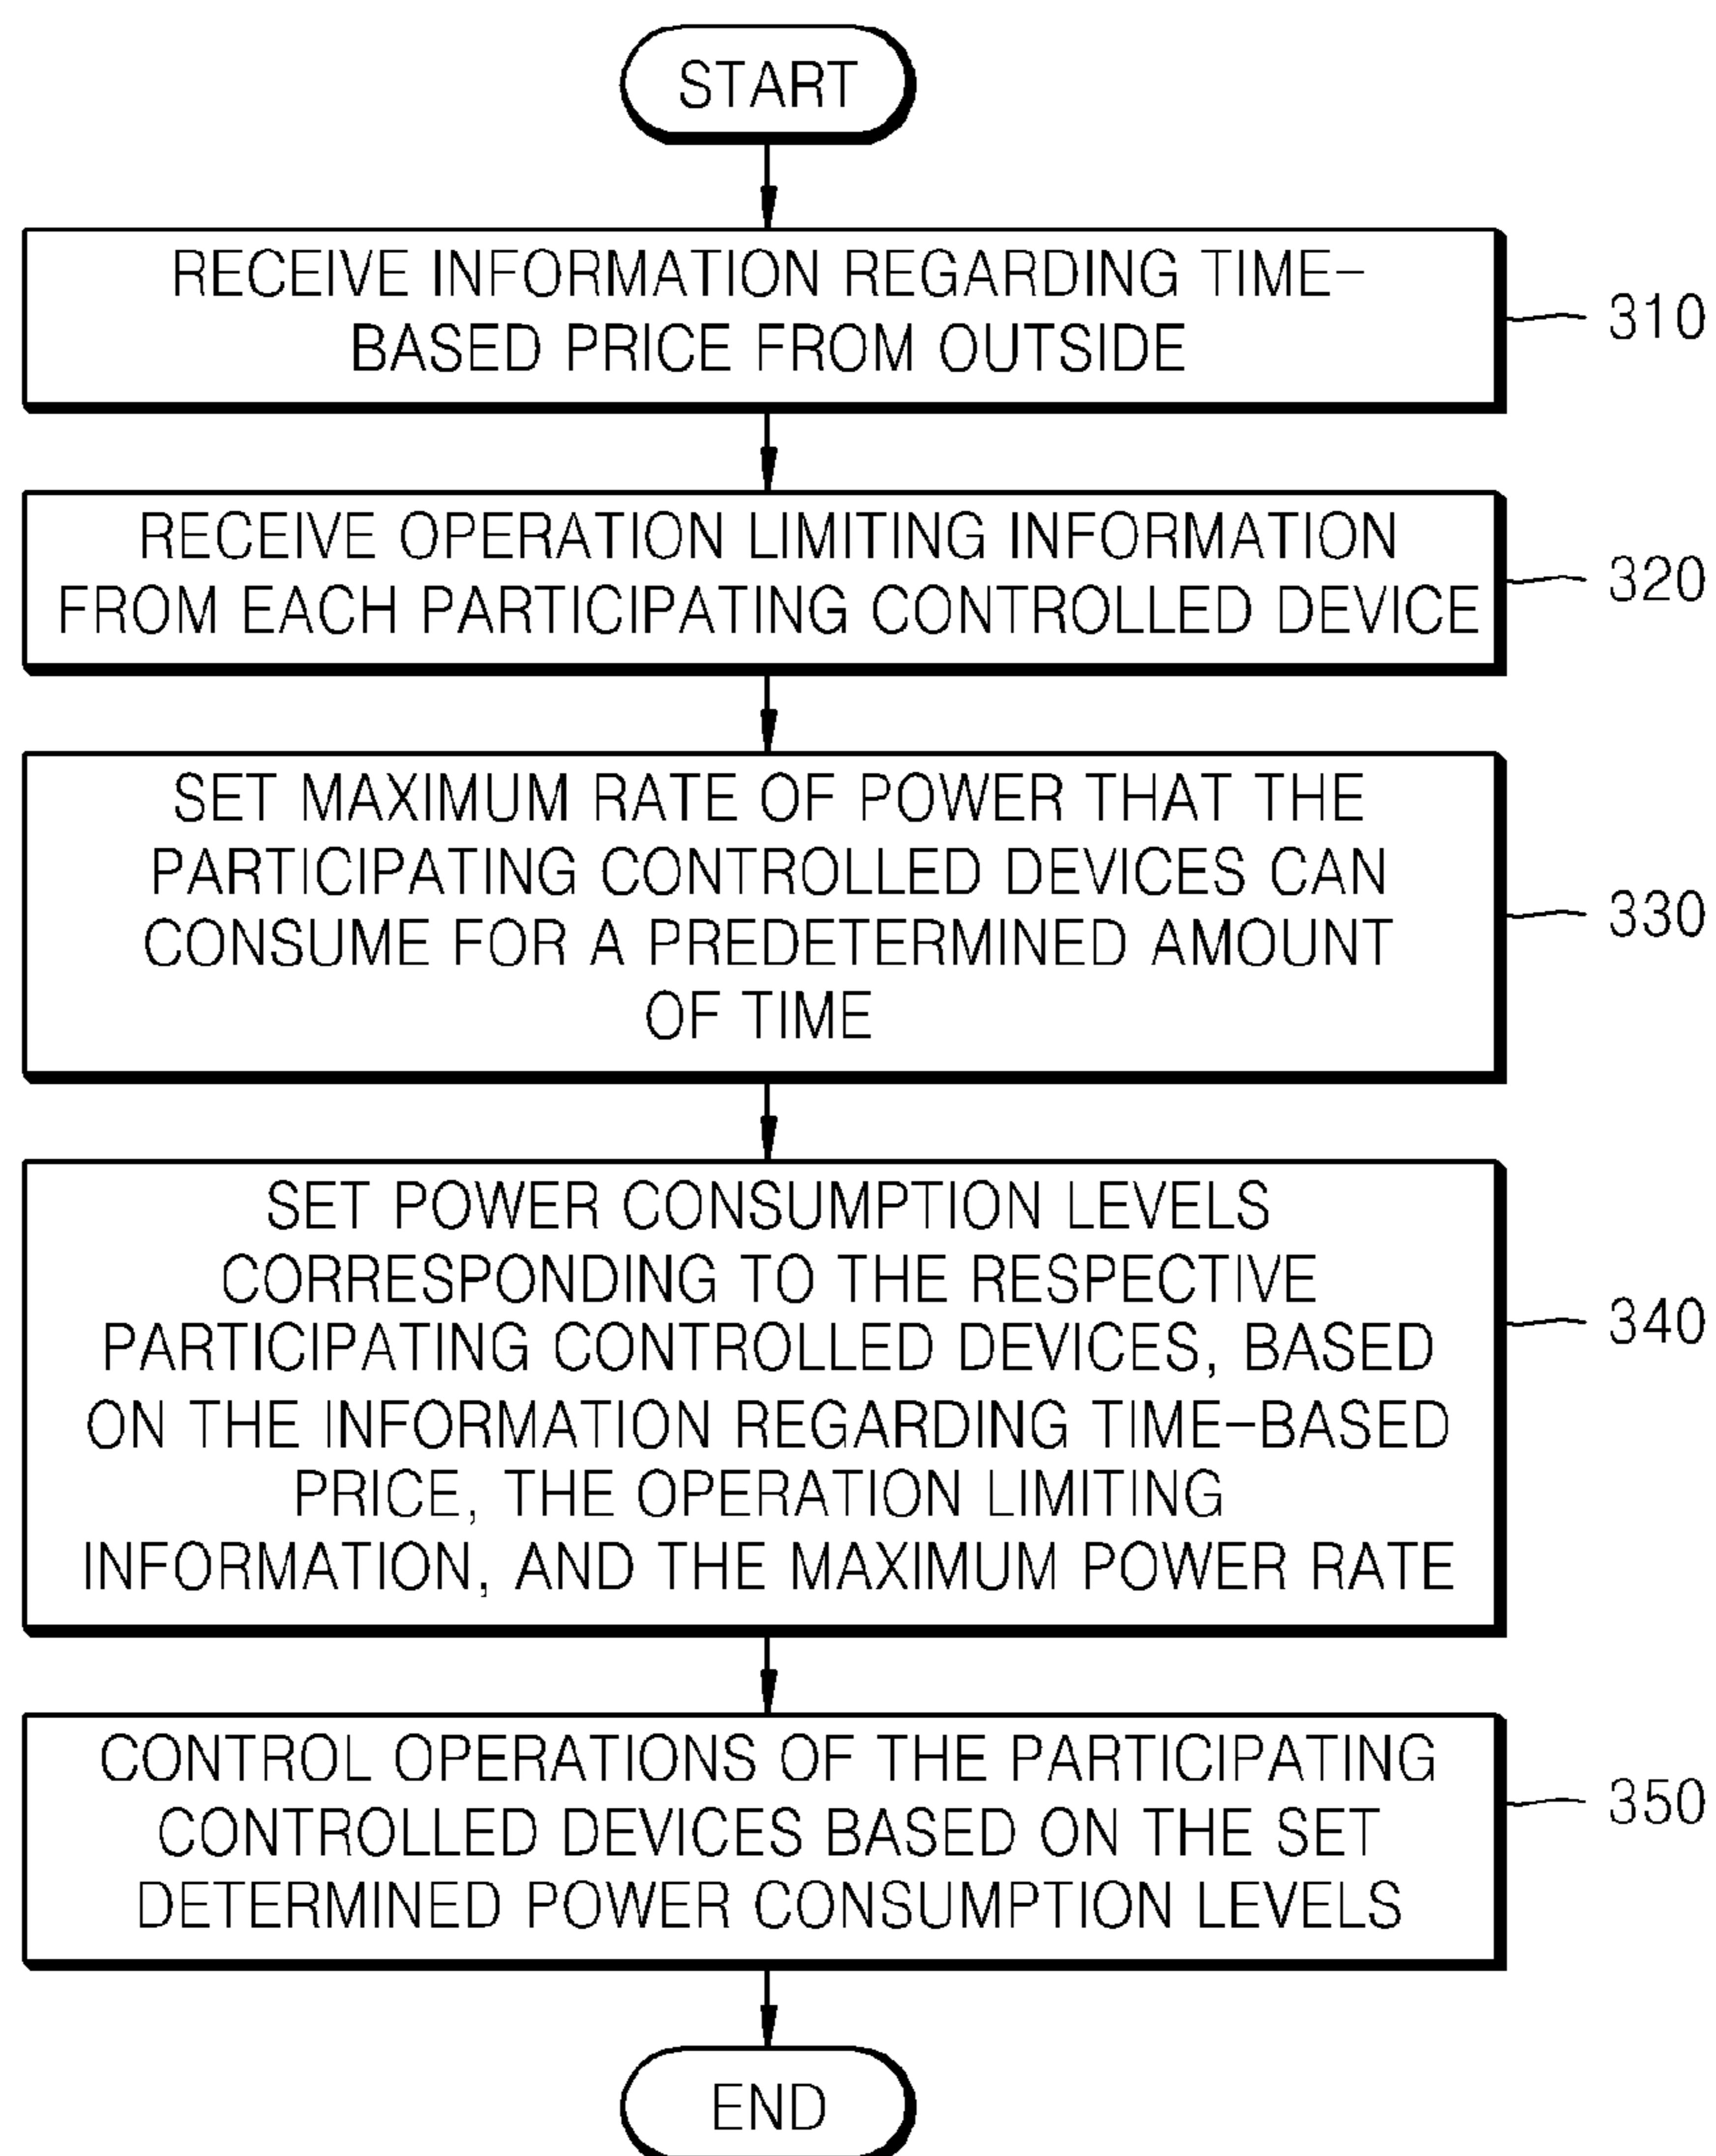 START
RECEIVE INFORMATION REGARDING TIME-
BASED PRICE FROM OUTSIDE
310
RECEIVE OPERATION LIMITING INFORMATION
FROM EACH PARTICIPATING CONTROLLED DEVICE
320
SET MAXIMUM RATE OF POWER THAT THE
PARTICIPATING CONTROLLED DEVICES CAN
CONSUME FOR A PREDETERMINED AMOUNT
OF TIME
330
SET POWER CONSUMPTION LEVELS
CORRESPONDING TO THE RESPECTIVE
PARTICIPATING CONTROLLED DEVICES, BASED
ON THE INFORMATION REGARDING TIME-BASED
PRICE, THE OPERATION LIMITING
INFORMATION, AND THE MAXIMUM POWER RATE
340
CONTROL OPERATIONS OF THE PARTICIPATING
CONTROLLED DEVICES BASED ON THE SET
DETERMINED POWER CONSUMPTION LEVELS
350
END